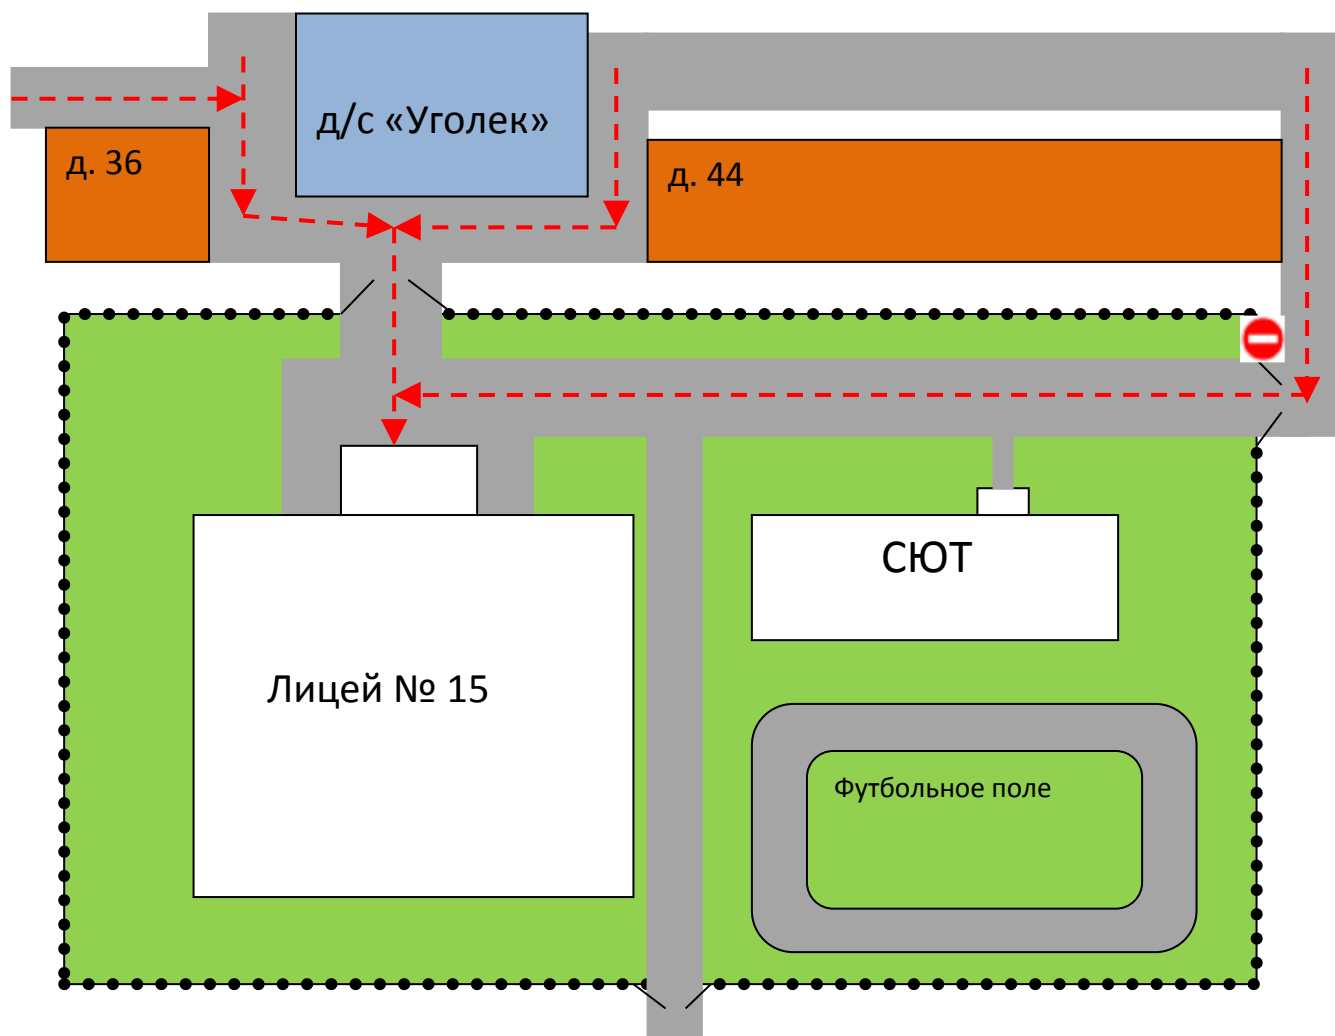 д/с «Уголек»
д. 36
д. 44
СЮТ
Лицей № 15
Футбольное поле